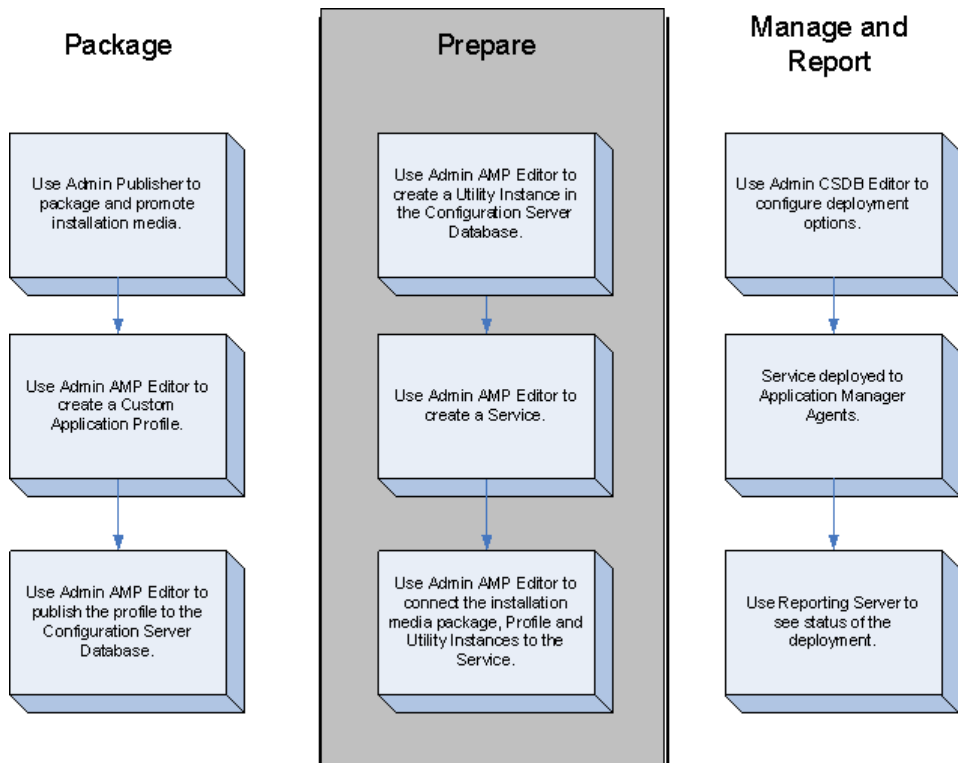 Package
Use Admin Publisher to
package and promote
installation media.
Use Admin AMP Editor to
create a Custom
Application Profile.
Use Admin AMP Editor to
publish the profile to the
Configuration Server
Database.
Prepare
Use Admin AMP Editor to
create a Utility Instance in
the Configuration Server
Database.
Use Admin AMP Editor to
create a Service.
Use Admin AMP Editor to
connect the installation
media package, Profile and
Utility Instances to the
Service.
Manage and
Report
Use Admin CSDB Editor to
configure deployment
options.
Service deployed to
Application Manager
Agents.
Use Reporting Server to
see status of the
deployment.